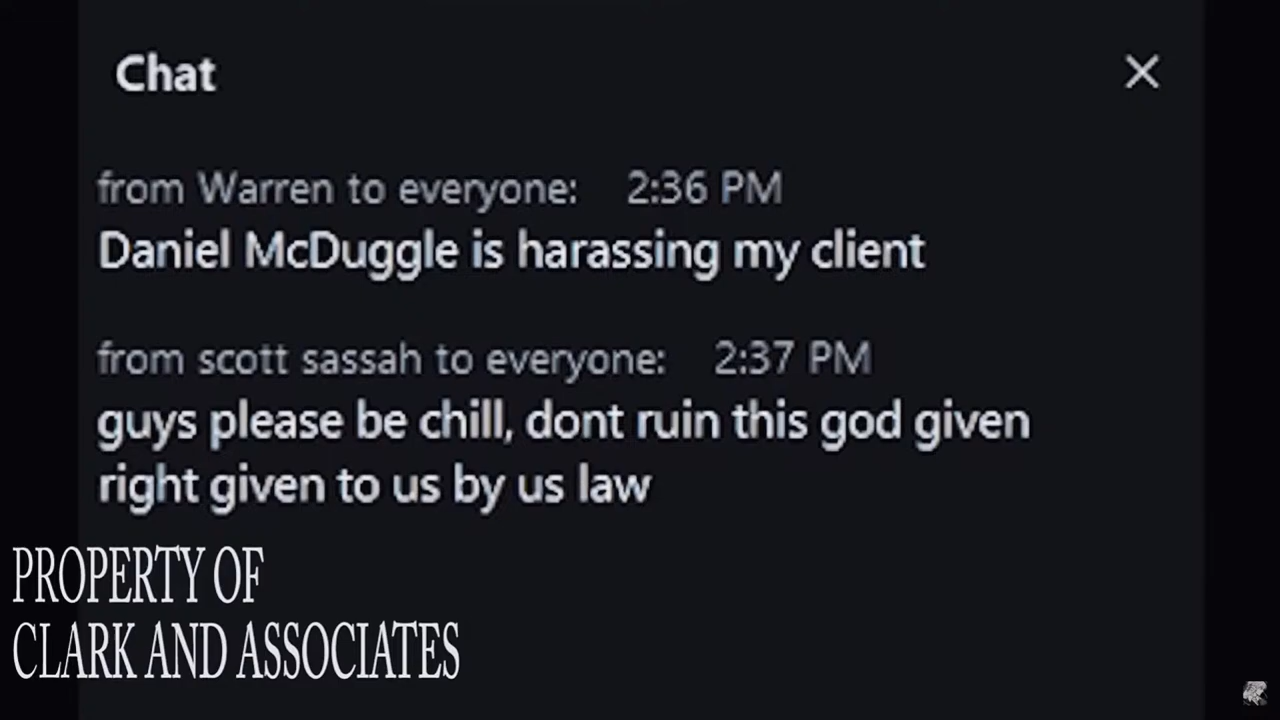 Chat
from Warren to everyone: 2:36 PM
Daniel McDuggle is harassing my client
from scott sassah to everyone: 2:37 PM
guys please be chill, dont ruin this god given
right given to us by us law
PROPERTY OF
CLARK AND ASSOCIATES